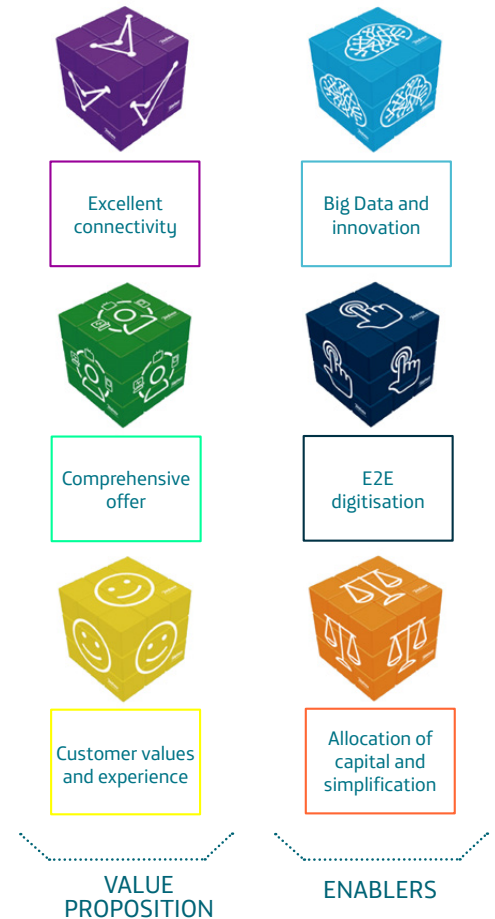 Excellent
connectivity
Big Data and
innovation
Comprehensive
offer
E2E
digitisation
Customer values
and experience
Allocation of
capital and
simplification
VALUE
PROPOSITION
ENABLERS